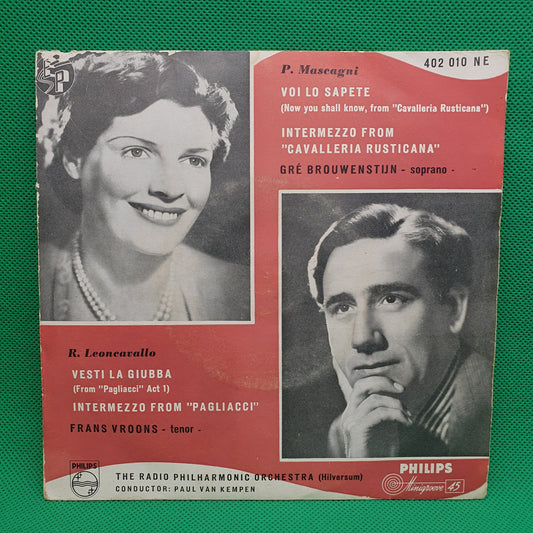 EP
402 010 NE
P. Mascagni
VOI LO SAPETE
(Now you shall know, from "Cavalleria Rusticana")
INTERMEZZO FROM
"CAVALLERIA RUSTICANA"
GRÉ BROUWENSTIJN - soprano -
R. Leoncavallo
VESTI LA GIUBBA
(From "Pagliacci" Act 1)
INTERMEZZO FROM "PAGLIACCI"
FRANS VROONS - tenor -
PHILIPS
THE RADIO PHILHARMONIC ORCHESTRA (Hilversum)
CONDUCTOR: PAUL VAN KEMPEN
PHILIPS
Minigroove 45